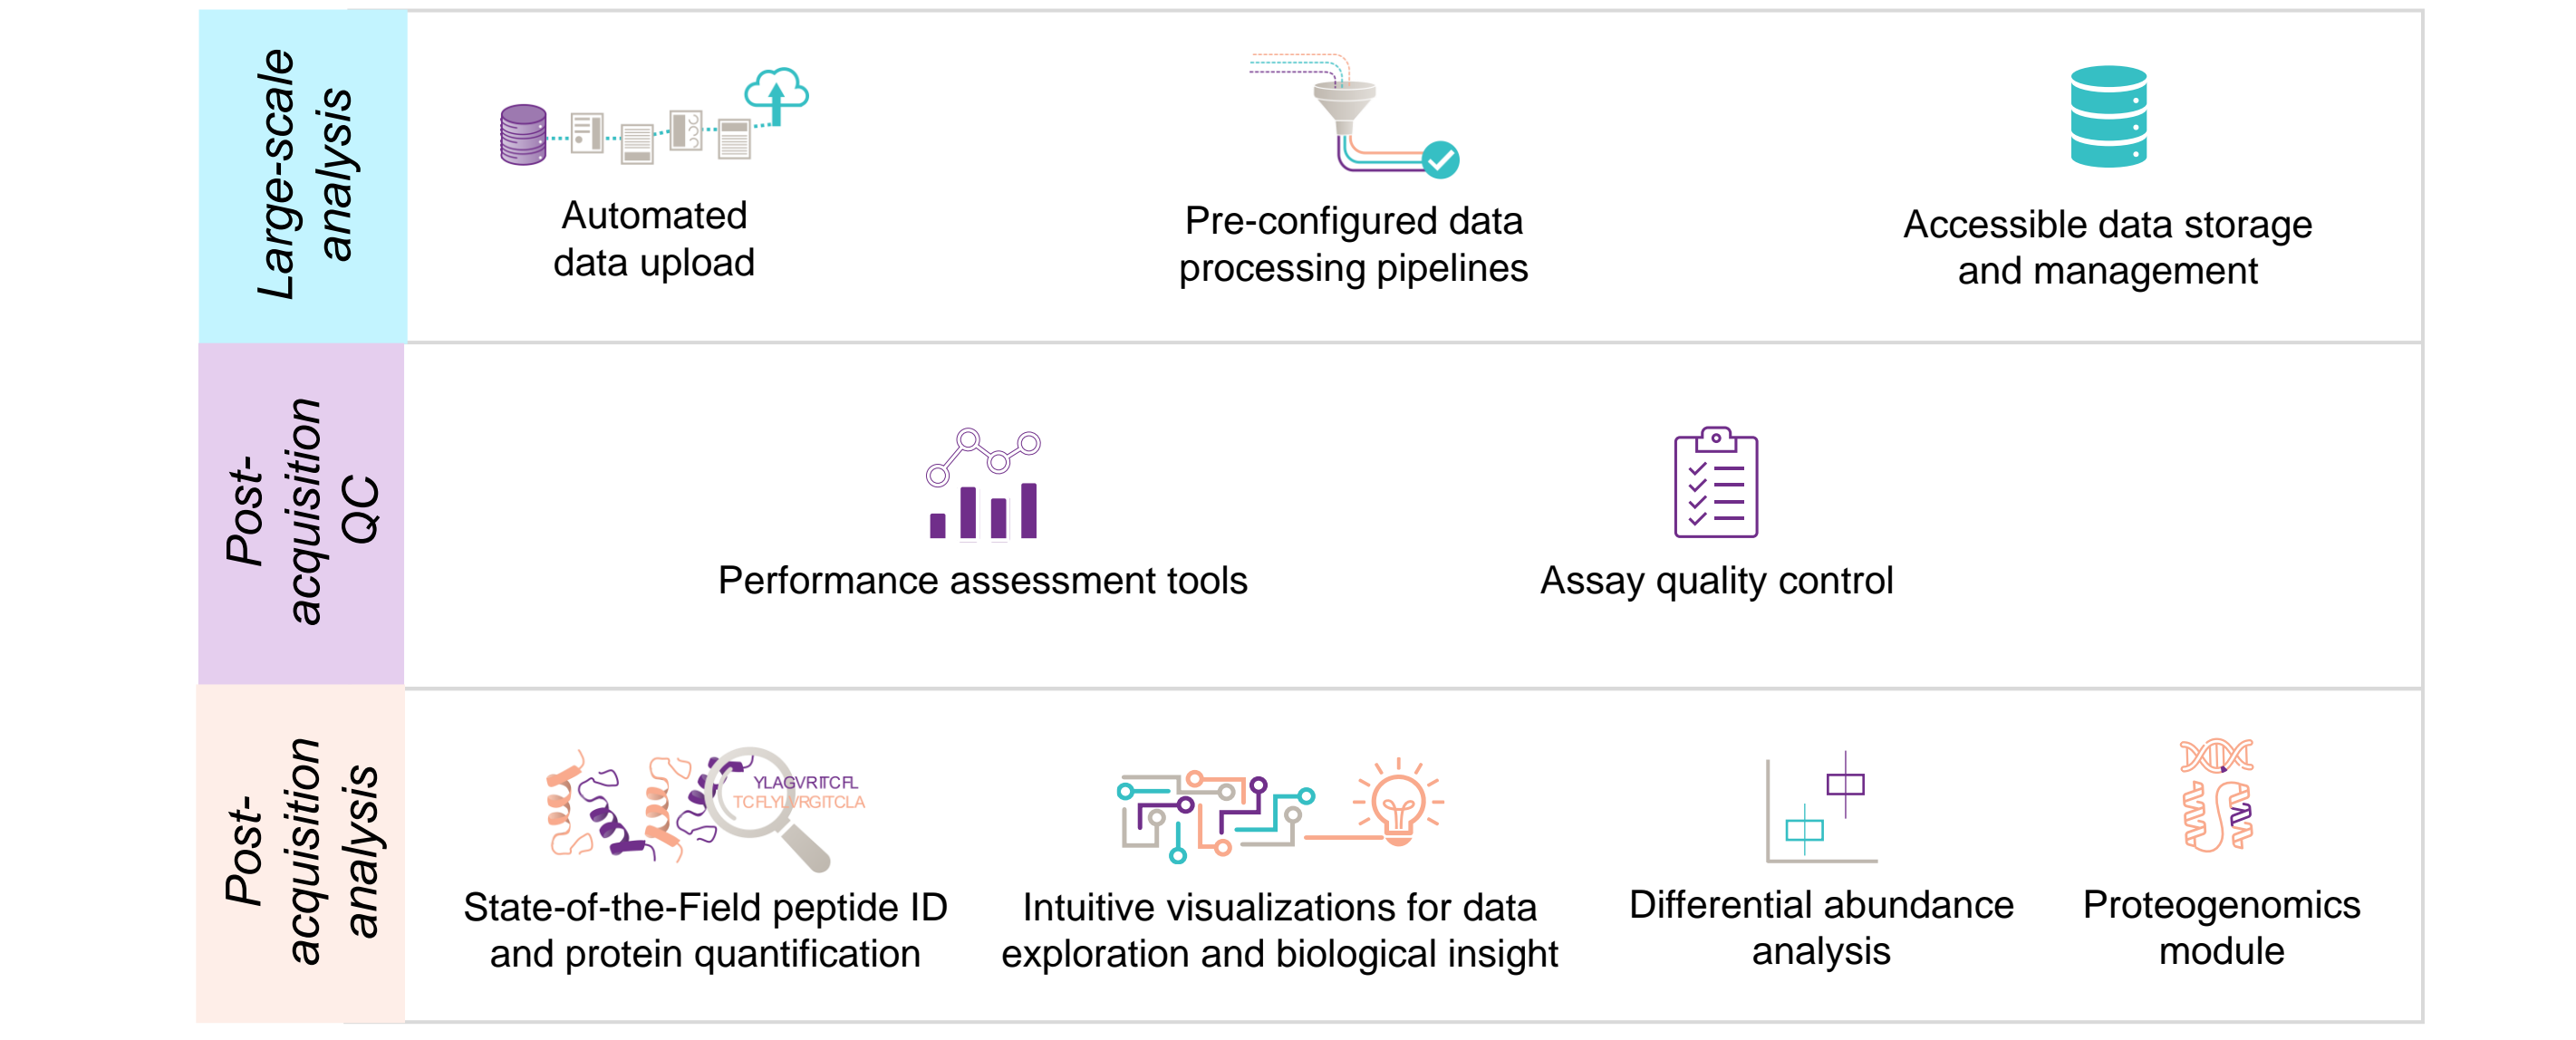 Large-scale
analysis
Automated
data upload
Pre-configured data
processing pipelines
Accessible data storage
and management
Post-
acquisition
QC
Performance assessment tools
Assay quality control
Post-
acquisition
analysis
YLAGVRITCFL
TCFLYLVRGITCLA
State-of-the-Field peptide ID
and protein quantification
Intuitive visualizations for data
exploration and biological insight
Differential abundance
analysis
Proteogenomics
module